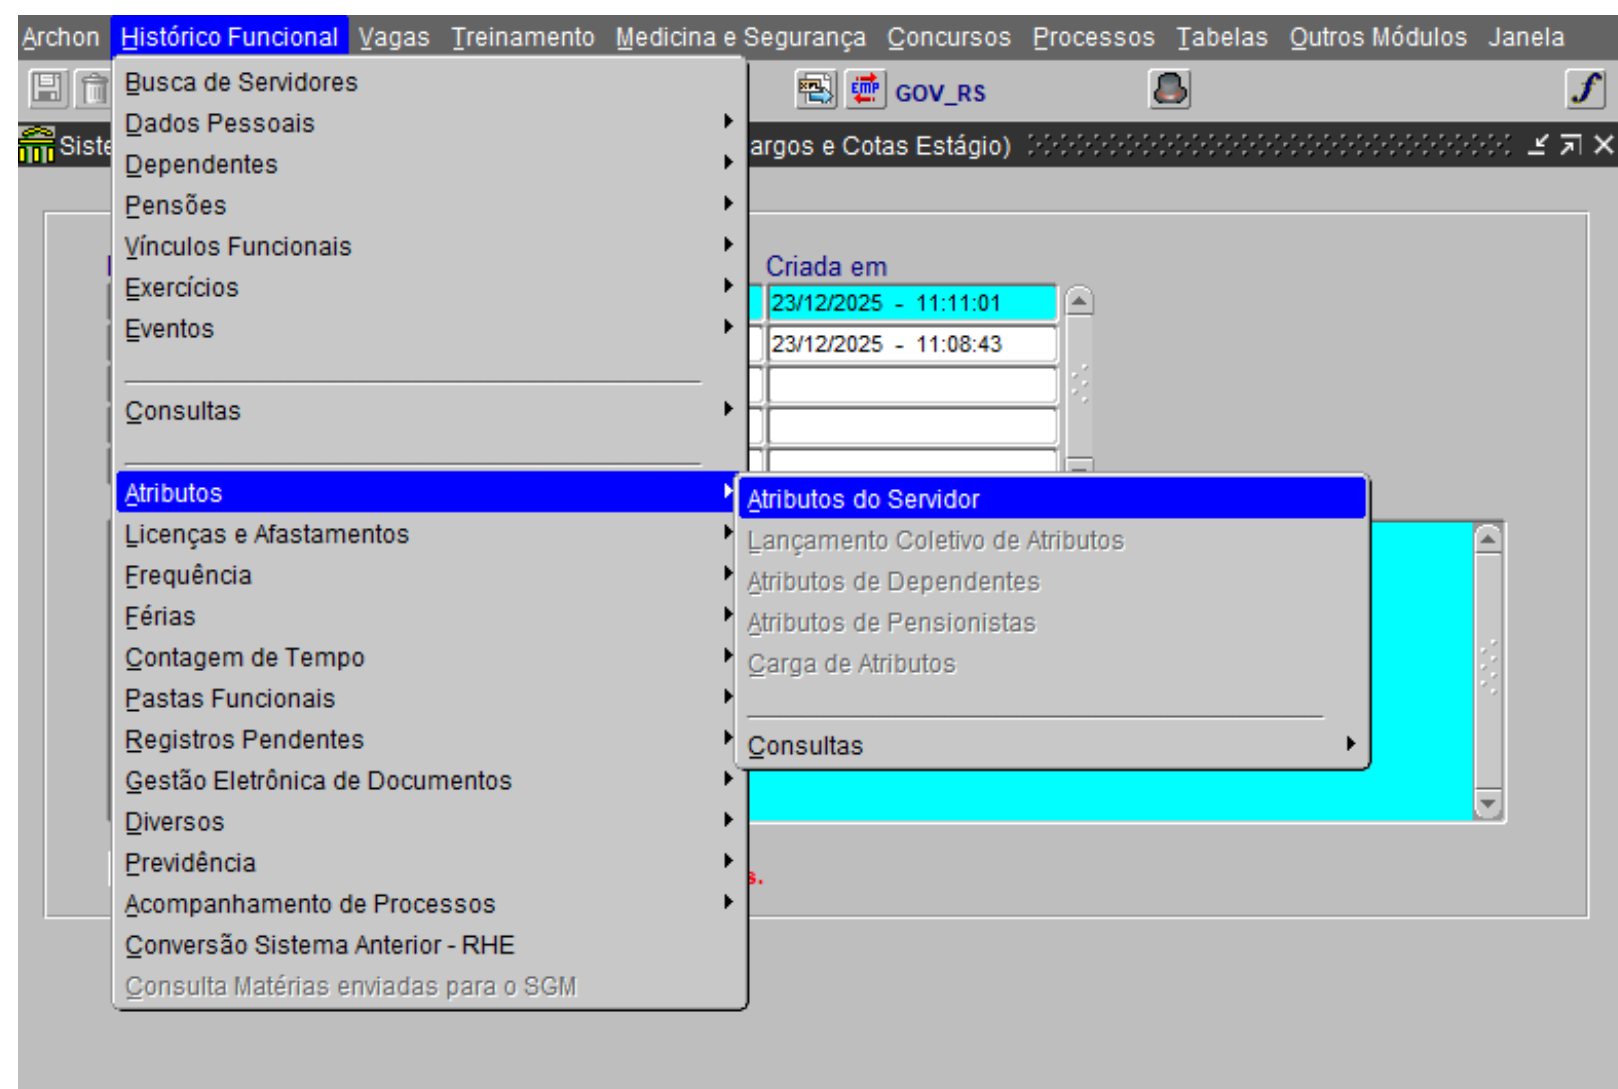 Archon Histórico Funcional Vagas Treinamento Medicina e Segurança Concursos Processos Tabelas Outros Módulos Janela
GOV_RS
Siste
argos e Cotas Estágio)
Busca de Servidores
Dados Pessoais
Dependentes
Pensões
Vínculos Funcionais
Exercícios
Eventos
Consultas
Atributos
Licenças e Afastamentos
Frequência
Férias
Contagem de Tempo
Pastas Funcionais
Registros Pendentes
Gestão Eletrônica de Documentos
Diversos
Previdência
Acompanhamento de Processos
Conversão Sistema Anterior - RHE
Consulta Matérias enviadas para o SGM
Criada em
23/12/2025 - 11:11:01
23/12/2025 - 11:08:43
Atributos do Servidor
Lançamento Coletivo de Atributos
Atributos de Dependentes
Atributos de Pensionistas
Carga de Atributos
Consultas
s.